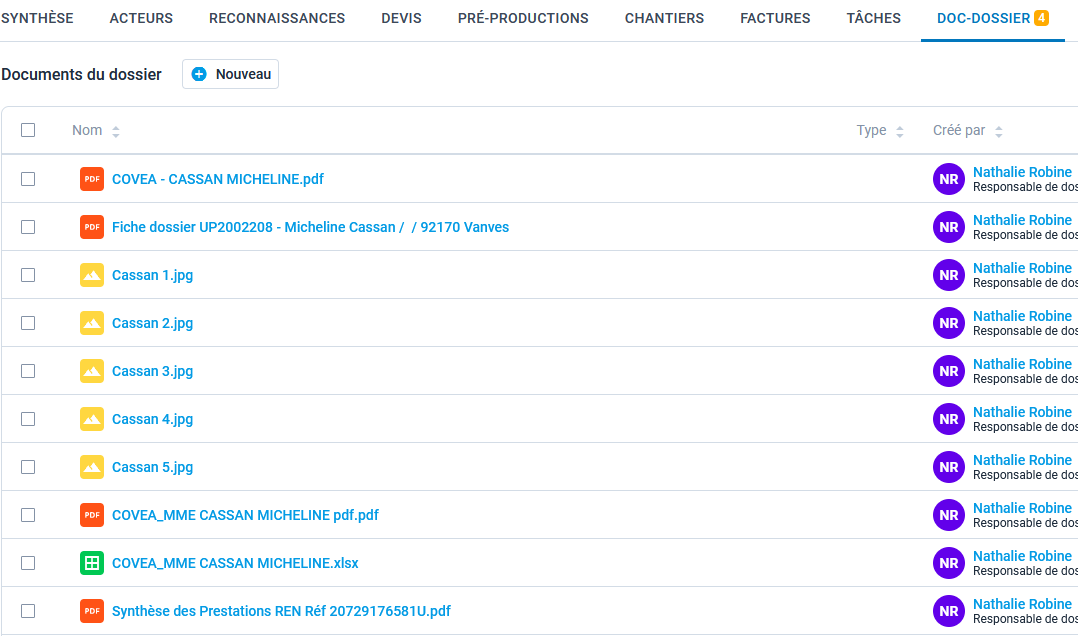 SYNTHÈSE ACTEURS RECONNAISSANCES DEVIS PRÉ-PRODUCTIONS CHANTIERS FACTURES TÂCHES DOC-DOSSIER 4
Documents du dossier Nouveau
Nom Type Créé par
PDF COVEA - CASSAN MICHELINE.pdf NR Nathalie Robine
Responsable de dos
PDF Fiche dossier UP2002208 - Micheline Cassan / / 92170 Vanves NR Nathalie Robine
Responsable de dos
Cassan 1.jpg NR Nathalie Robine
Responsable de dos
Cassan 2.jpg NR Nathalie Robine
Responsable de dos
Cassan 3.jpg NR Nathalie Robine
Responsable de dos
Cassan 4.jpg NR Nathalie Robine
Responsable de dos
Cassan 5.jpg NR Nathalie Robine
Responsable de dos
PDF COVEA_MME CASSAN MICHELINE pdf.pdf NR Nathalie Robine
Responsable de dos
COVEA_MME CASSAN MICHELINE.xlsx NR Nathalie Robine
Responsable de dos
PDF Synthèse des Prestations REN Réf 20729176581U.pdf NR Nathalie Robine
Responsable de dos